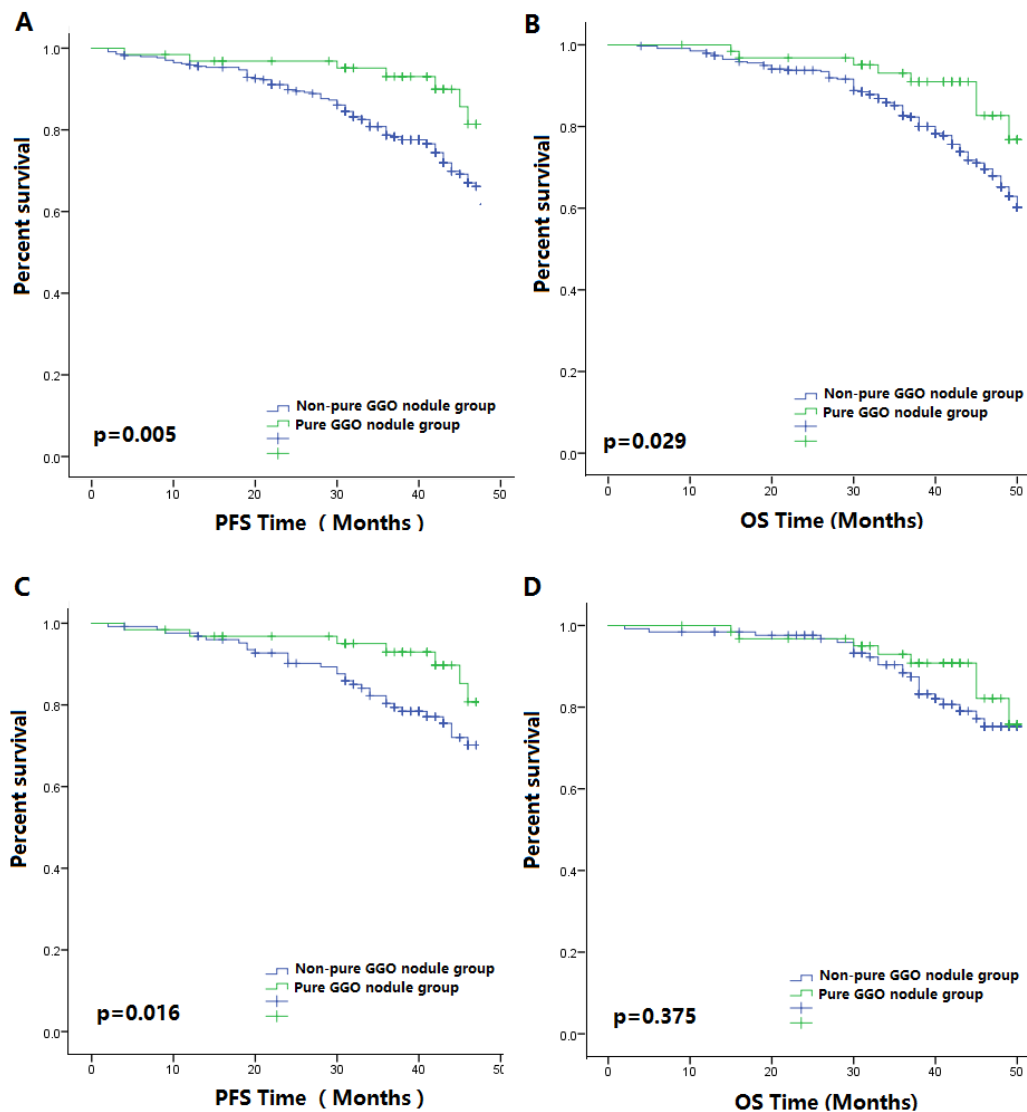 A
Percent survival
1.0
0.8
0.6
0.4
0.2
0.0
Non-pure GGO nodule group
Pure GGO nodule group
p=0.005
0 10 20 30 40 50
PFS Time ( Months )
B
Percent survival
1.0
0.8
0.6
0.4
0.2
0.0
Non-pure GGO nodule group
Pure GGO nodule group
p=0.029
0 10 20 30 40 50
OS Time (Months)
C
Percent survival
1.0
0.8
0.6
0.4
0.2
0.0
Non-pure GGO nodule group
Pure GGO nodule group
p=0.016
0 10 20 30 40 50
PFS Time ( Months )
D
Percent survival
1.0
0.8
0.6
0.4
0.2
0.0
Non-pure GGO nodule group
Pure GGO nodule group
p=0.375
0 10 20 30 40 50
OS Time (Months)